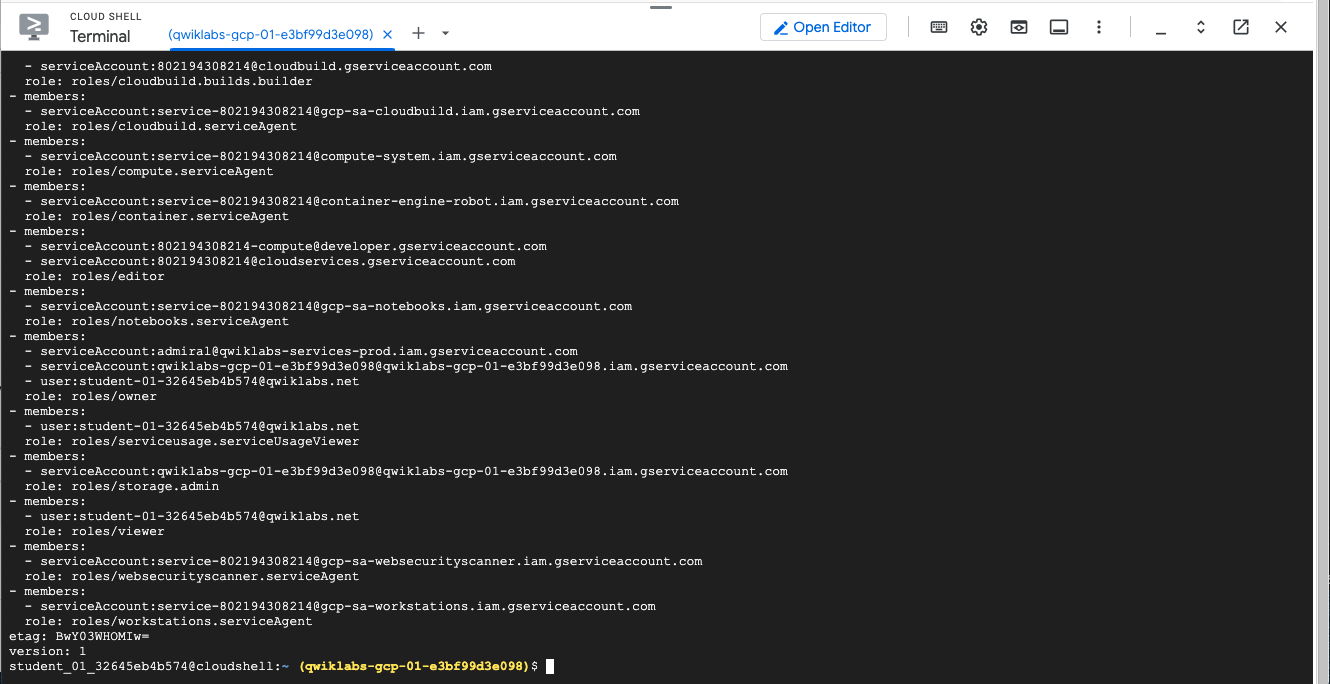 CLOUD SHELL
Terminal
(qwiklabs-gcp-01-e3bf99d3e098)
Open Editor
  - serviceAccount:802194308214@cloudbuild.gserviceaccount.com
  role: roles/cloudbuild.builds.builder
- members:
  - serviceAccount:service-802194308214@gcp-sa-cloudbuild.iam.gserviceaccount.com
  role: roles/cloudbuild.serviceAgent
- members:
  - serviceAccount:service-802194308214@compute-system.iam.gserviceaccount.com
  role: roles/compute.serviceAgent
- members:
  - serviceAccount:service-802194308214@container-engine-robot.iam.gserviceaccount.com
  role: roles/container.serviceAgent
- members:
  - serviceAccount:802194308214-compute@developer.gserviceaccount.com
  - serviceAccount:802194308214@cloudservices.gserviceaccount.com
  role: roles/editor
- members:
  - serviceAccount:service-802194308214@gcp-sa-notebooks.iam.gserviceaccount.com
  role: roles/notebooks.serviceAgent
- members:
  - serviceAccount:admiral@qwiklabs-services-prod.iam.gserviceaccount.com
  - serviceAccount:qwiklabs-gcp-01-e3bf99d3e098@qwiklabs-gcp-01-e3bf99d3e098.iam.gserviceaccount.com
  - user:student-01-32645eb4b574@qwiklabs.net
  role: roles/owner
- members:
  - user:student-01-32645eb4b574@qwiklabs.net
  role: roles/serviceusage.serviceUsageViewer
- members:
  - serviceAccount:qwiklabs-gcp-01-e3bf99d3e098@qwiklabs-gcp-01-e3bf99d3e098.iam.gserviceaccount.com
  role: roles/storage.admin
- members:
  - user:student-01-32645eb4b574@qwiklabs.net
  role: roles/viewer
- members:
  - serviceAccount:service-802194308214@gcp-sa-websecurityscanner.iam.gserviceaccount.com
  role: roles/websecurityscanner.serviceAgent
- members:
  - serviceAccount:service-802194308214@gcp-sa-workstations.iam.gserviceaccount.com
  role: roles/workstations.serviceAgent
etag: BwY03WHOMIw=
version: 1
student_01_32645eb4b574@cloudshell:~ (qwiklabs-gcp-01-e3bf99d3e098)$